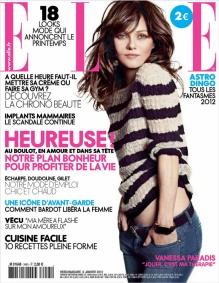 ELLE
18
LOOKS
MODE QUI
ANNONCENT LE
PRINTEMPS
2€
A QUELLE HEURE FAUT-IL
METTRE SA CRÈME OU
FAIRE SA GYM ?
DÉCOUVREZ
LA CHRONO BEAUTÉ
ASTRO
DINGO
TOUS LES
FANTASMES
2012
IMPLANTS MAMMAIRES
LE SCANDALE CONTINUE
HEUREUSE!
AU BOULOT, EN AMOUR ET DANS SA TÊTE
NOTRE PLAN BONHEUR
POUR PROFITER DE LA VIE
ÉCHARPE, DOUDOUNE, GILET
NOTRE MODE D'EMPLOI
CHIC ET CHAUD
UNE ICÔNE D'AVANT-GARDE
COMMENT BARDOT LIBÉRA LA FEMME
VÉCU "MA MÈRE A FLASHÉ
SUR MON AMOUREUX"
CUISINE FACILE
10 RECETTES PLEINE FORME
VANESSA PARADIS
"JOUER, C'EST MA THÉRAPIE"